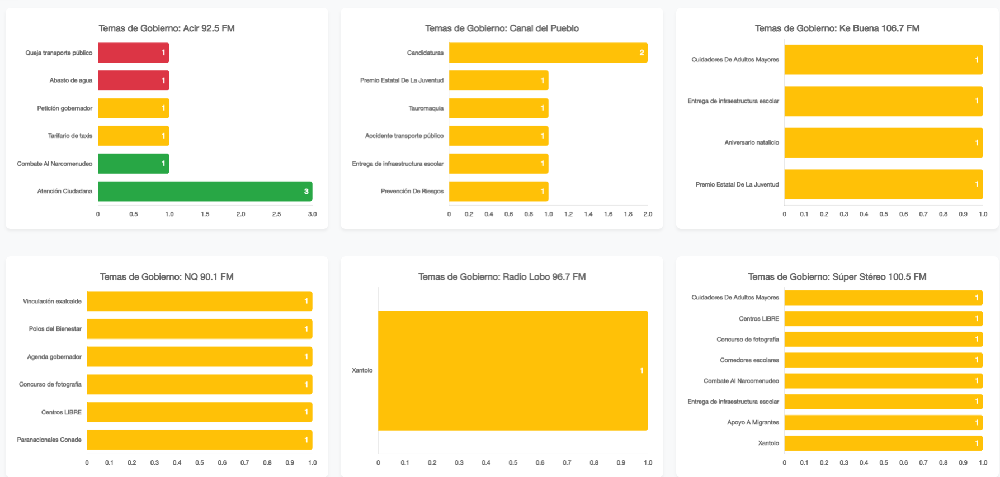 Temas de Gobierno: Acir 92.5 FM
Queja transporte público 1
Abasto de agua 1
Petición gobernador 1
Tarifario de taxis 1
Combate Al Narcomenudeo 1
Atención Ciudadana 3
0 0.5 1.0 1.5 2.0 2.5 3.0
Temas de Gobierno: Canal del Pueblo
Candidaturas 2
Premio Estatal De La Juventud 1
Tauromaquia 1
Accidente transporte público 1
Entrega de infraestructura escolar 1
Prevención De Riesgos 1
0 0.2 0.4 0.6 0.8 1.0 1.2 1.4 1.6 1.8 2.0
Temas de Gobierno: Ke Buena 106.7 FM
Cuidadores De Adultos Mayores 1
Entrega de infraestructura escolar 1
Aniversario natalicio 1
Premio Estatal De La Juventud 1
0 0.1 0.2 0.3 0.4 0.5 0.6 0.7 0.8 0.9 1.0
Temas de Gobierno: NQ 90.1 FM
Vinculación exalcalde 1
Polos del Bienestar 1
Agenda gobernador 1
Concurso de fotografía 1
Centros LIBRE 1
Paranacionales Conade 1
0 0.1 0.2 0.3 0.4 0.5 0.6 0.7 0.8 0.9 1.0
Temas de Gobierno: Radio Lobo 96.7 FM
Xantolo 1
0 0.1 0.2 0.3 0.4 0.5 0.6 0.7 0.8 0.9 1.0
Temas de Gobierno: Súper Stéreo 100.5 FM
Cuidadores De Adultos Mayores 1
Centros LIBRE 1
Concurso de fotografía 1
Comedores escolares 1
Combate Al Narcomenudeo 1
Entrega de infraestructura escolar 1
Apoyo A Migrantes 1
Xantolo 1
0 0.1 0.2 0.3 0.4 0.5 0.6 0.7 0.8 0.9 1.0